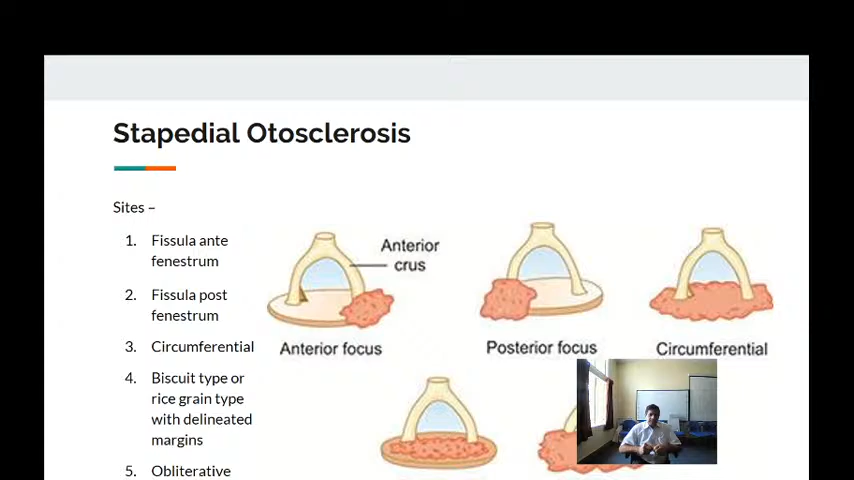 Stapedial Otosclerosis
Sites –
1. Fissula ante
fenestrum
2. Fissula post
fenestrum
3. Circumferential
4. Biscuit type or
rice grain type
with delineated
margins
5. Obliterative
Anterior
crus
Anterior focus
Posterior focus
Circumferential